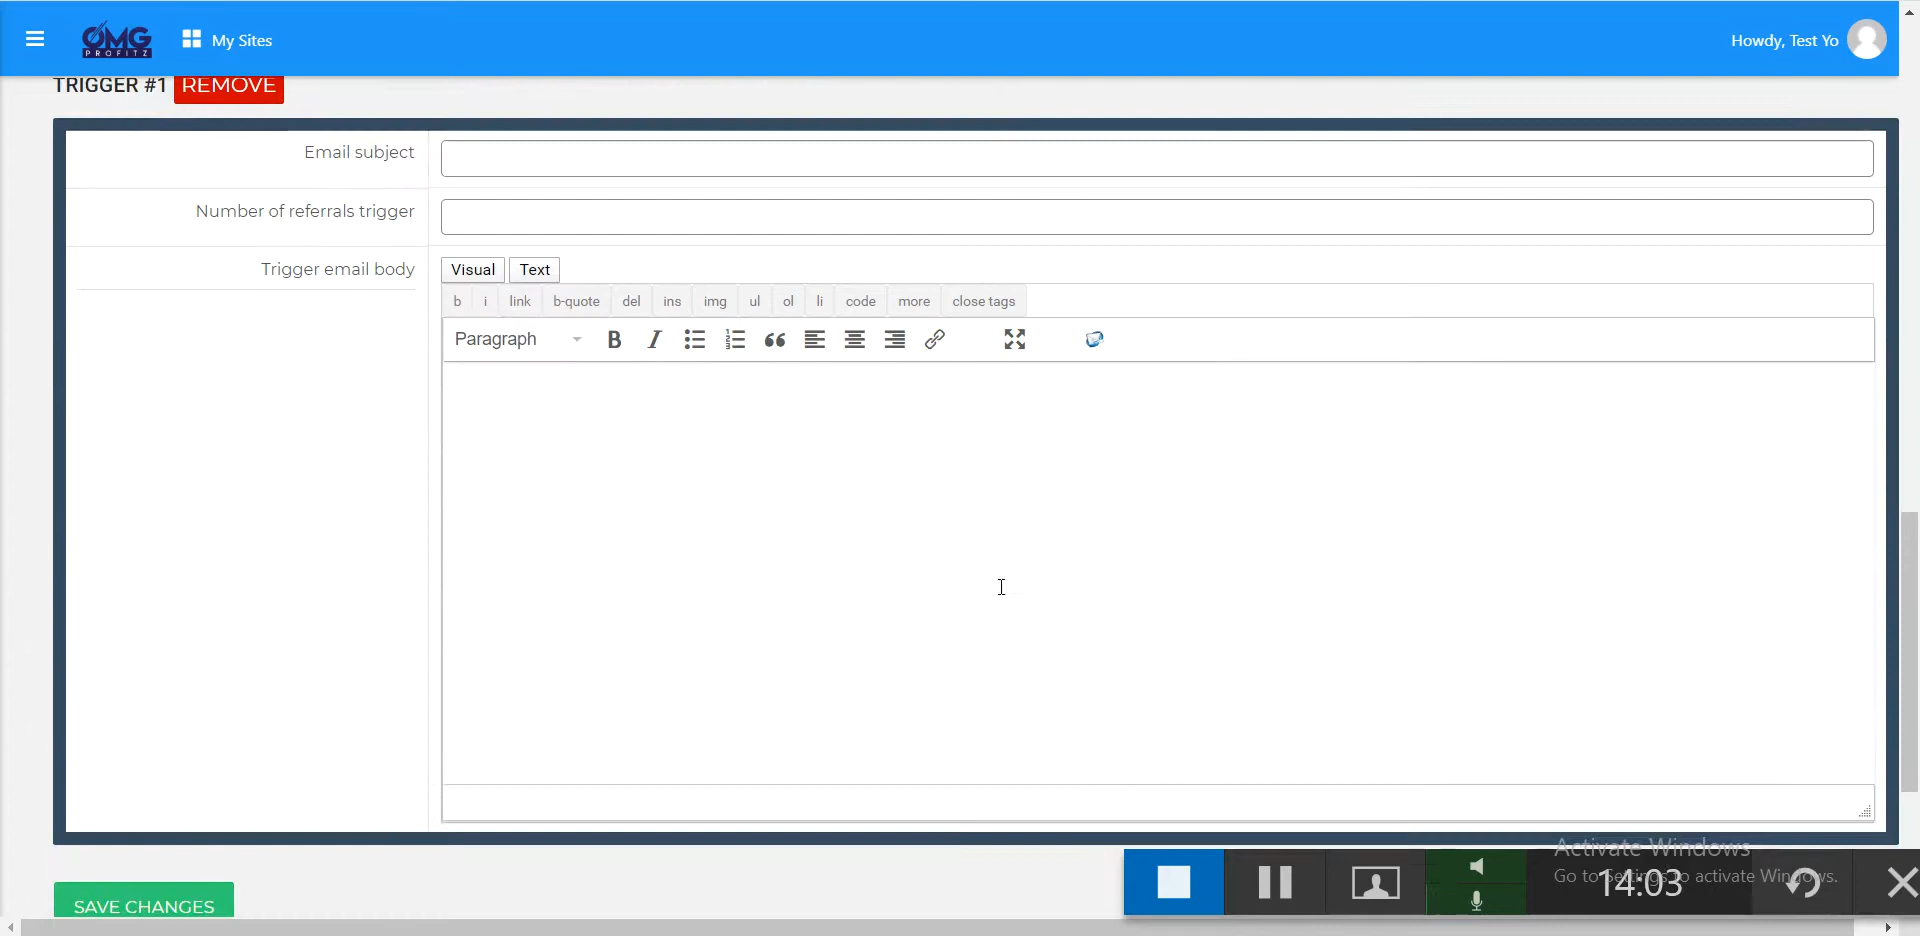 OMG
PROFITZ
My Sites
Howdy, Test Yo
TRIGGER #1 REMOVE
Email subject
Number of referrals trigger
Trigger email body
Visual Text
b i link b-quote del ins img ul ol li code more close tags
Paragraph B I
Activate Windows
Go to Settings to activate Windows.
14:03
SAVE CHANGES